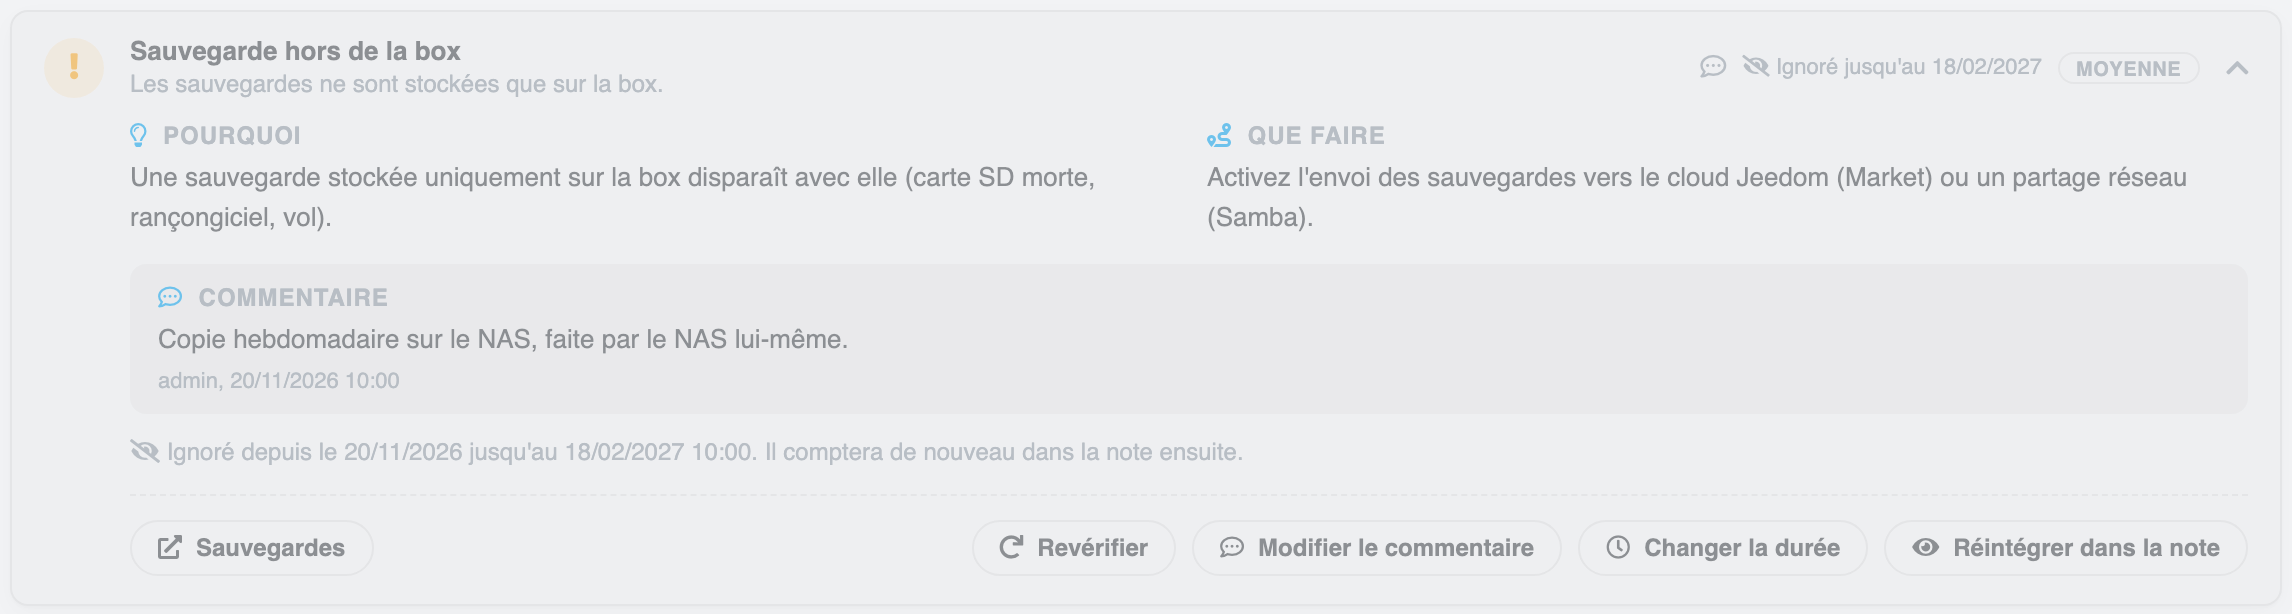 Sauvegarde hors de la box
Les sauvegardes ne sont stockées que sur la box.
Ignoré jusqu'au 18/02/2027
MOYENNE
POURQUOI
Une sauvegarde stockée uniquement sur la box disparaît avec elle (carte SD morte,
rançongiciel, vol).
QUE FAIRE
Activez l'envoi des sauvegardes vers le cloud Jeedom (Market) ou un partage réseau
(Samba).
COMMENTAIRE
Copie hebdomadaire sur le NAS, faite par le NAS lui-même.
admin, 20/11/2026 10:00
Ignoré depuis le 20/11/2026 jusqu'au 18/02/2027 10:00. Il comptera de nouveau dans la note ensuite.
Sauvegardes
Revérifier
Modifier le commentaire
Changer la durée
Réintégrer dans la note